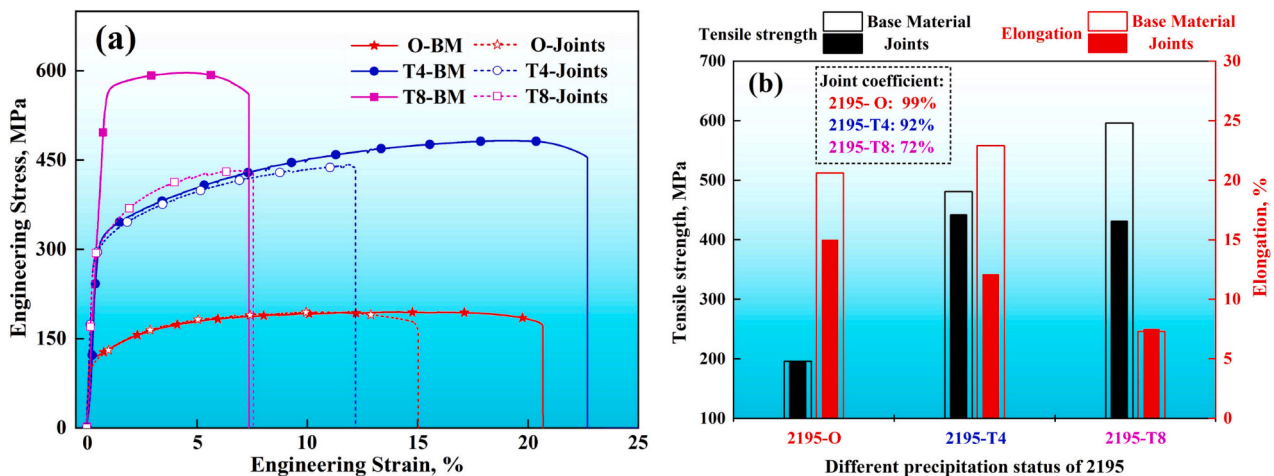 (a)
O-BM
O-Joints
T4-BM
T4-Joints
T8-BM
T8-Joints
Engineering Stress, MPa
600
450
300
150
0
0
5
10
15
20
25
Engineering Strain, %
Tensile strength
Base Material
Joints
Elongation
Base Material
Joints
(b)
Joint coefficient:
2195- O: 99%
2195-T4: 92%
2195-T8: 72%
Tensile strength, MPa
700
600
500
400
300
200
100
30
25
20
15
10
5
0
Elongation, %
2195-O
2195-T4
2195-T8
Different precipitation status of 2195